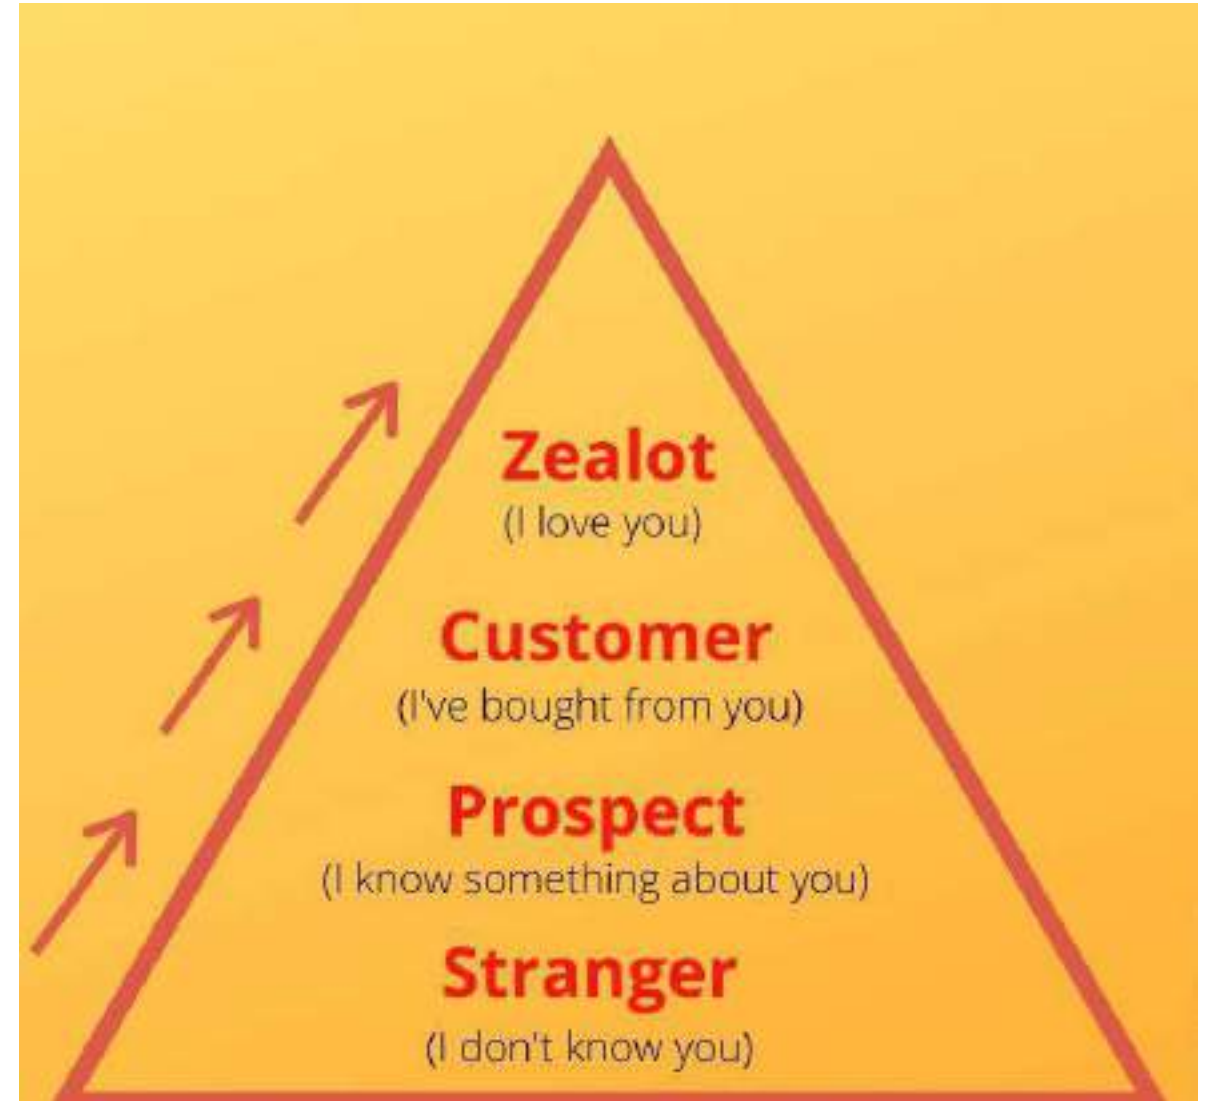 Zealot
(I love you)
Customer
(I've bought from you)
Prospect
(I know something about you)
Stranger
(I don't know you)